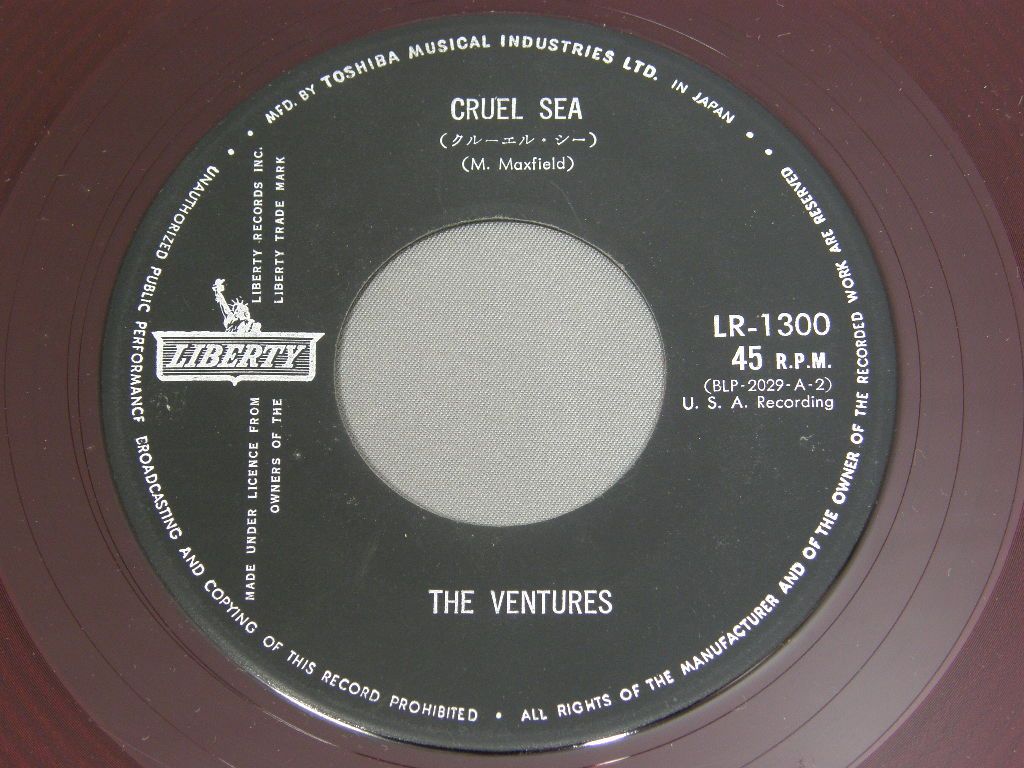 MFD. BY TOSHIBA MUSICAL INDUSTRIES LTD. IN JAPAN
CRUEL SEA
(クルーエル・シー)
(M. Maxfield)
LIBERTY RECORDS INC.
LIBERTY TRADE MARK
LIBERTY
MADE UNDER LICENCE FROM
OWNERS OF THE
LR-1300
45 R.P.M.
(BLP-2029-A-2)
U. S. A. Recording
THE VENTURES
• ALL RIGHTS OF THE MANUFACTURER AND OF THE OWNER OF THE RECORDED WORK ARE RESERVED •
• UNAUTHORIZED PUBLIC PERFORMANCE BROADCASTING AND COPYING OF THIS RECORD PROHIBITED